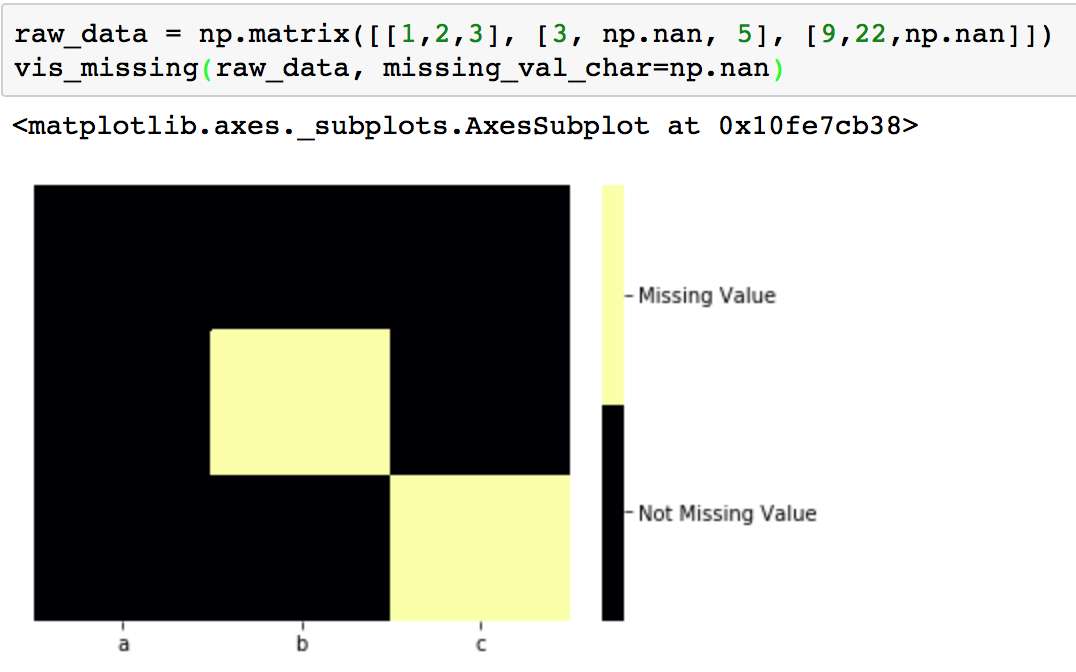 raw_data = np.matrix([[1,2,3], [3, np.nan, 5], [9,22,np.nan]])
vis_missing(raw_data, missing_val_char=np.nan)
<matplotlib.axes._subplots.AxesSubplot at 0x10fe7cb38>
Missing Value
Not Missing Value
a b c